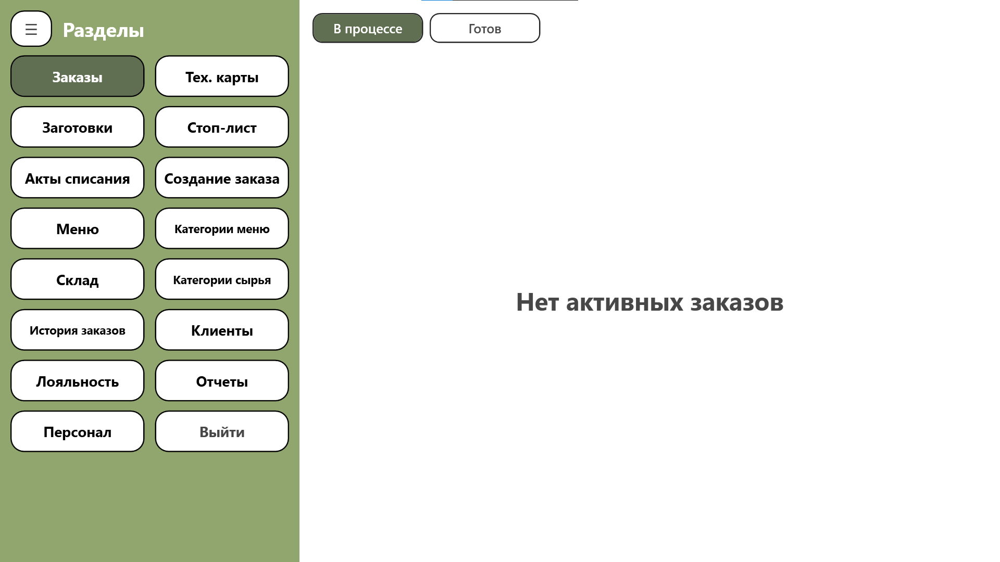 ☰ Разделы
В процессе
Готов
Заказы
Тех. карты
Заготовки
Стоп-лист
Акты списания
Создание заказа
Меню
Категории меню
Склад
Категории сырья
История заказов
Клиенты
Лояльность
Отчеты
Персонал
Выйти
Нет активных заказов